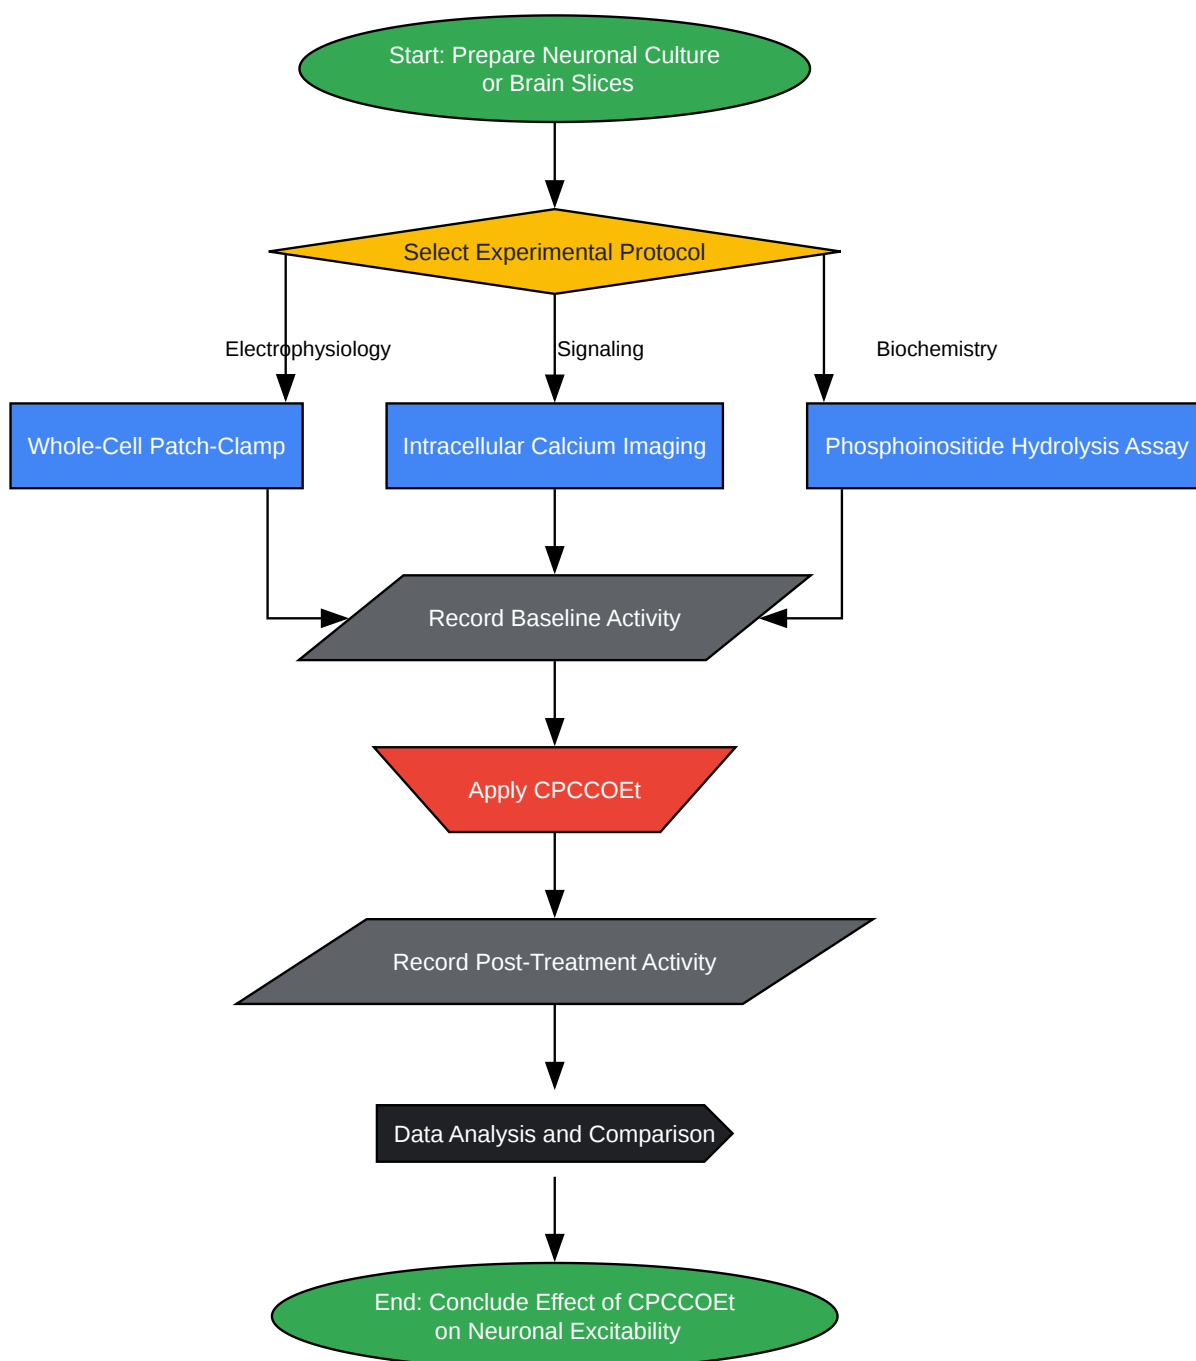 Start: Prepare Neuronal Culture
or Brain Slices
Select Experimental Protocol
Electrophysiology
Signaling
Biochemistry
Whole-Cell Patch-Clamp
Intracellular Calcium Imaging
Phosphoinositide Hydrolysis Assay
Record Baseline Activity
Apply CPCCOEt
Record Post-Treatment Activity
Data Analysis and Comparison
End: Conclude Effect of CPCCOEt
on Neuronal Excitability